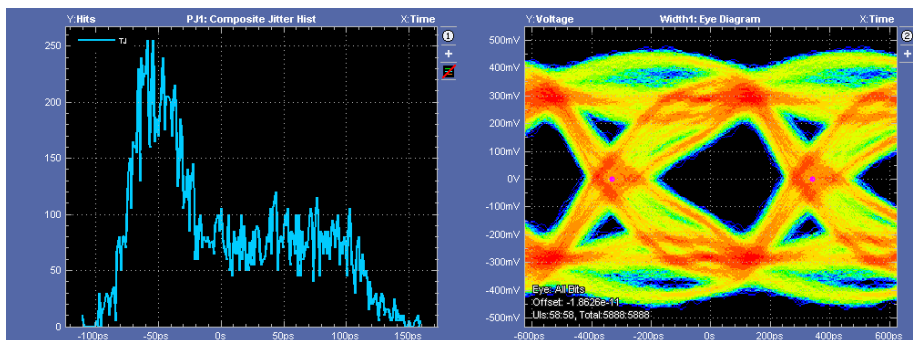 Y:Hits PJ1: Composite Jitter Hist X:Time
TJ
250
200
150
100
50
0
-100ps -50ps 0s 50ps 100ps 150ps
1
+
Y:Voltage Width1: Eye Diagram X:Time
500mV
400mV
300mV
200mV
100mV
0V
-100mV
-200mV
-300mV
-400mV
-500mV
Eye: All Bits
Offset: -1.8626e-11
UIs:58:58, Total:5888:5888
-600ps -400ps -200ps 0s 200ps 400ps 600ps
2
+